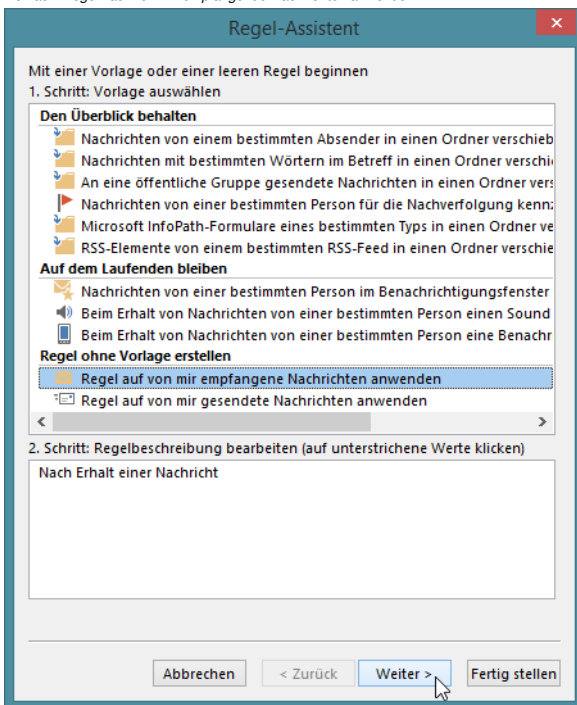 Regel-Assistent
Mit einer Vorlage oder einer leeren Regel beginnen
1. Schritt: Vorlage auswählen
Den Überblick behalten
Nachrichten von einem bestimmten Absender in einen Ordner verschieb
Nachrichten mit bestimmten Wörtern im Betreff in einen Ordner verschi
An eine öffentliche Gruppe gesendete Nachrichten in einen Ordner vers
Nachrichten von einer bestimmten Person für die Nachverfolgung kennz
Microsoft InfoPath-Formulare eines bestimmten Typs in einen Ordner ve
RSS-Elemente von einem bestimmten RSS-Feed in einen Ordner verschie
Auf dem Laufenden bleiben
Nachrichten von einer bestimmten Person im Benachrichtigungsfenster
Beim Erhalt von Nachrichten von einer bestimmten Person einen Sound
Beim Erhalt von Nachrichten von einer bestimmten Person eine Benachr
Regel ohne Vorlage erstellen
Regel auf von mir empfangene Nachrichten anwenden
Regel auf von mir gesendete Nachrichten anwenden
2. Schritt: Regelbeschreibung bearbeiten (auf unterstrichene Werte klicken)
Nach Erhalt einer Nachricht
Abbrechen < Zurück Weiter > Fertig stellen